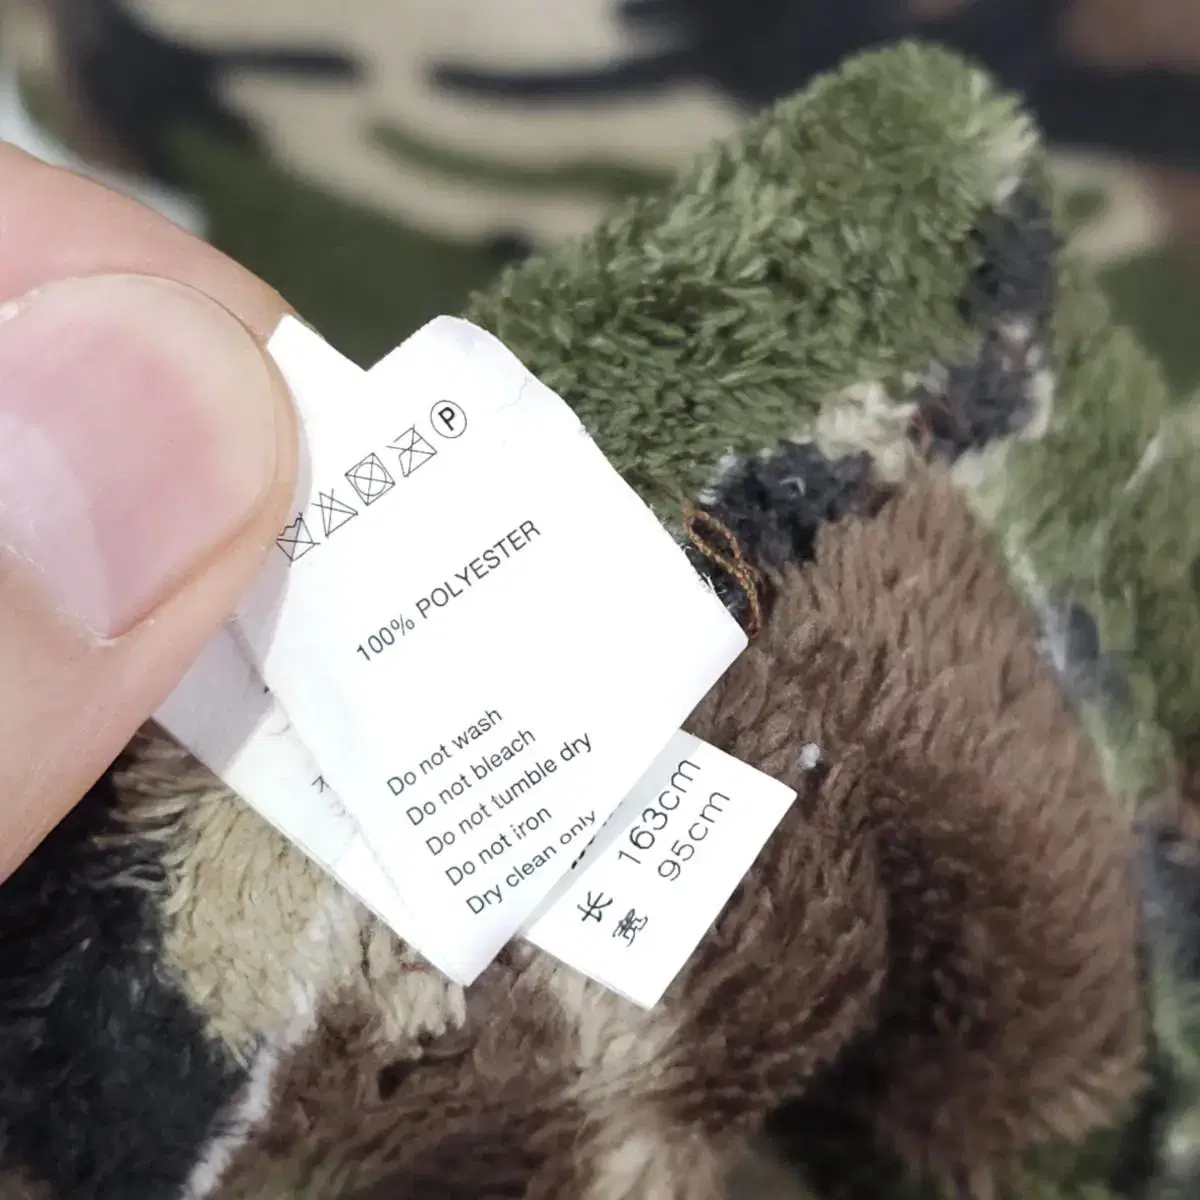 P
100% POLYESTER
Do not wash
Do not bleach
Do not tumble dry
Do not iron
Dry clean only
长 163cm
宽 95cm